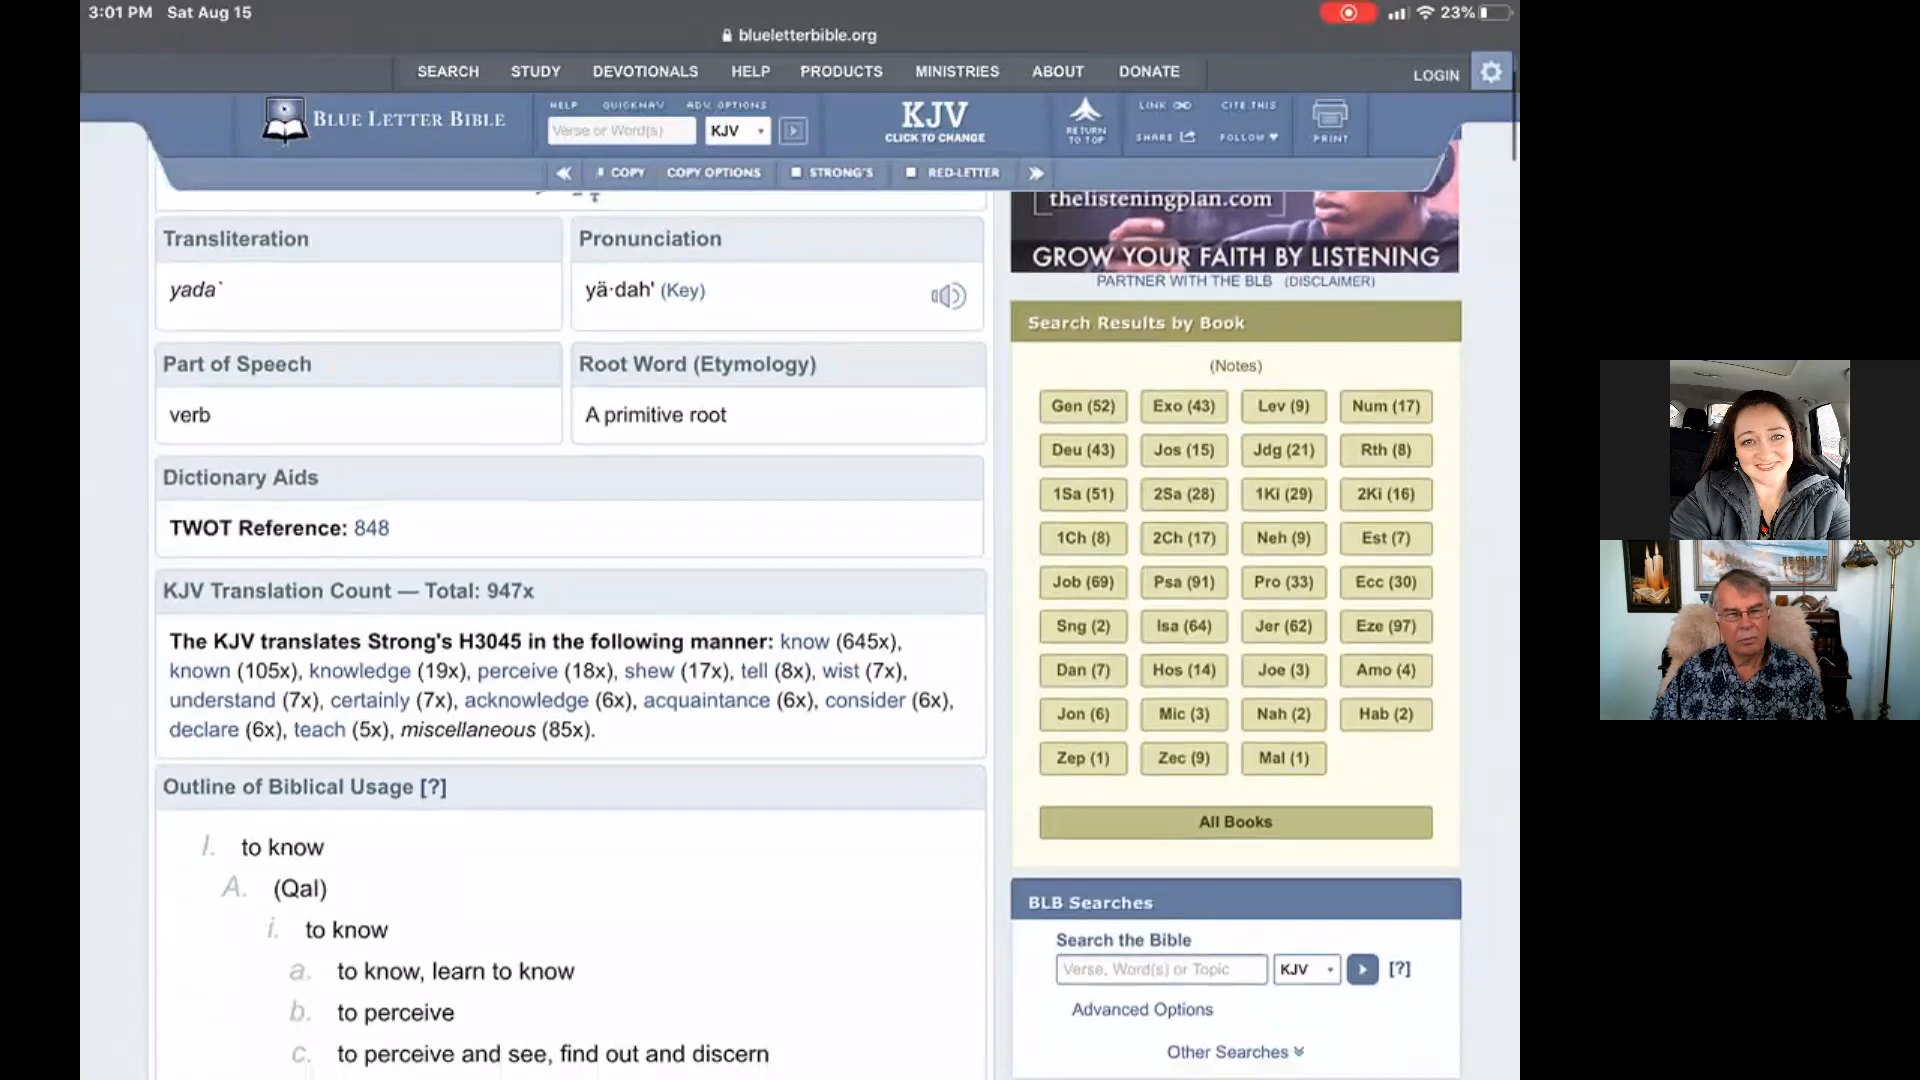 3:01 PM Sat Aug 15
23%
blueletterbible.org
SEARCH STUDY DEVOTIONALS HELP PRODUCTS MINISTRIES ABOUT DONATE
LOGIN
BLUE LETTER BIBLE
HELP QUICKNAV ADV. OPTIONS
Verse or Word(s)
KJV
KJV
CLICK TO CHANGE
RETURN
TO TOP
LINK
CITE THIS
SHARE
FOLLOW
PRINT
COPY COPY OPTIONS STRONG'S RED-LETTER
thelisteningplan.com
GROW YOUR FAITH BY LISTENING
PARTNER WITH THE BLB (DISCLAIMER)
Transliteration
yada`
Pronunciation
yä·dah' (Key)
Part of Speech
verb
Root Word (Etymology)
A primitive root
Dictionary Aids
TWOT Reference: 848
KJV Translation Count — Total: 947x
The KJV translates Strong's H3045 in the following manner: know (645x),
known (105x), knowledge (19x), perceive (18x), shew (17x), tell (8x), wist (7x),
understand (7x), certainly (7x), acknowledge (6x), acquaintance (6x), consider (6x),
declare (6x), teach (5x), miscellaneous (85x).
Outline of Biblical Usage [?]
I. to know
A. (Qal)
i. to know
a. to know, learn to know
b. to perceive
c. to perceive and see, find out and discern
Search Results by Book
(Notes)
Gen (52) Exo (43) Lev (9) Num (17)
Deu (43) Jos (15) Jdg (21) Rth (8)
1Sa (51) 2Sa (28) 1Ki (29) 2Ki (16)
1Ch (8) 2Ch (17) Neh (9) Est (7)
Job (69) Psa (91) Pro (33) Ecc (30)
Sng (2) Isa (64) Jer (62) Eze (97)
Dan (7) Hos (14) Joe (3) Amo (4)
Jon (6) Mic (3) Nah (2) Hab (2)
Zep (1) Zec (9) Mal (1)
All Books
BLB Searches
Search the Bible
Verse, Word(s) or Topic
KJV
[?]
Advanced Options
Other Searches